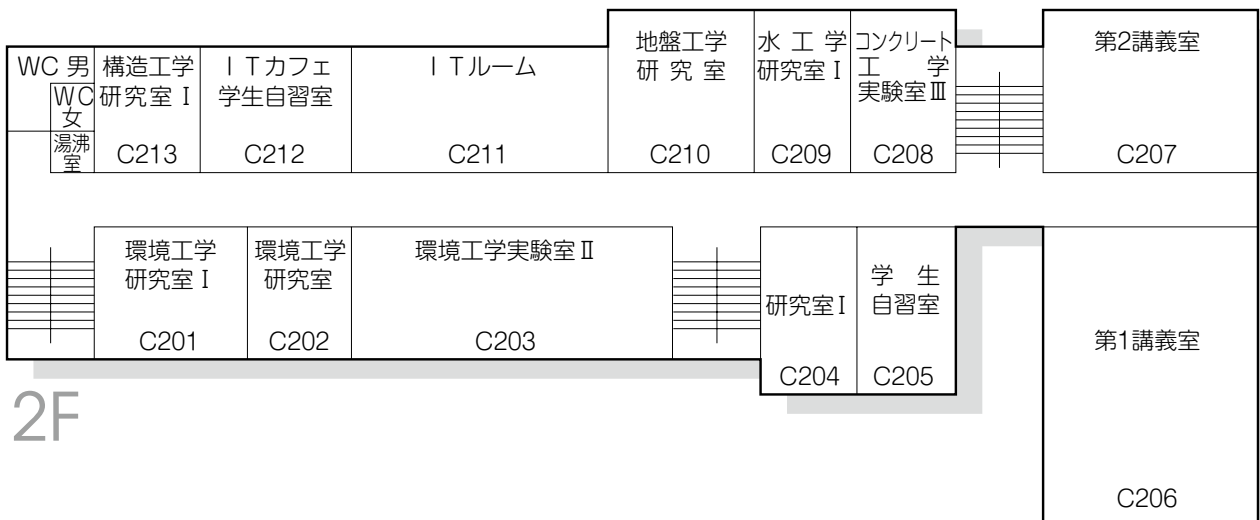 WC 男
WC
女
湯沸
室
構造工学
研究室Ⅰ
C213
ITカフェ
学生自習室
C212
ITルーム
C211
地盤工学
研 究 室
C210
水 工 学
研究室Ⅰ
C209
コンクリート
工 学
実験室Ⅲ
C208
第2講義室
C207
環境工学
研究室Ⅰ
C201
環境工学
研究室
C202
環境工学実験室Ⅱ
C203
研究室Ⅰ
C204
学 生
自習室
C205
第1講義室
C206
2F